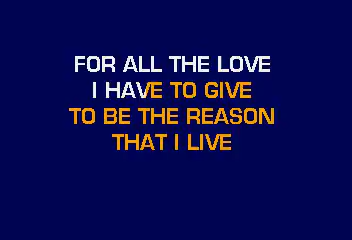 FOR ALL THE LOVE
I HAVE TO GIVE
TO BE THE REASON
THAT I LIVE